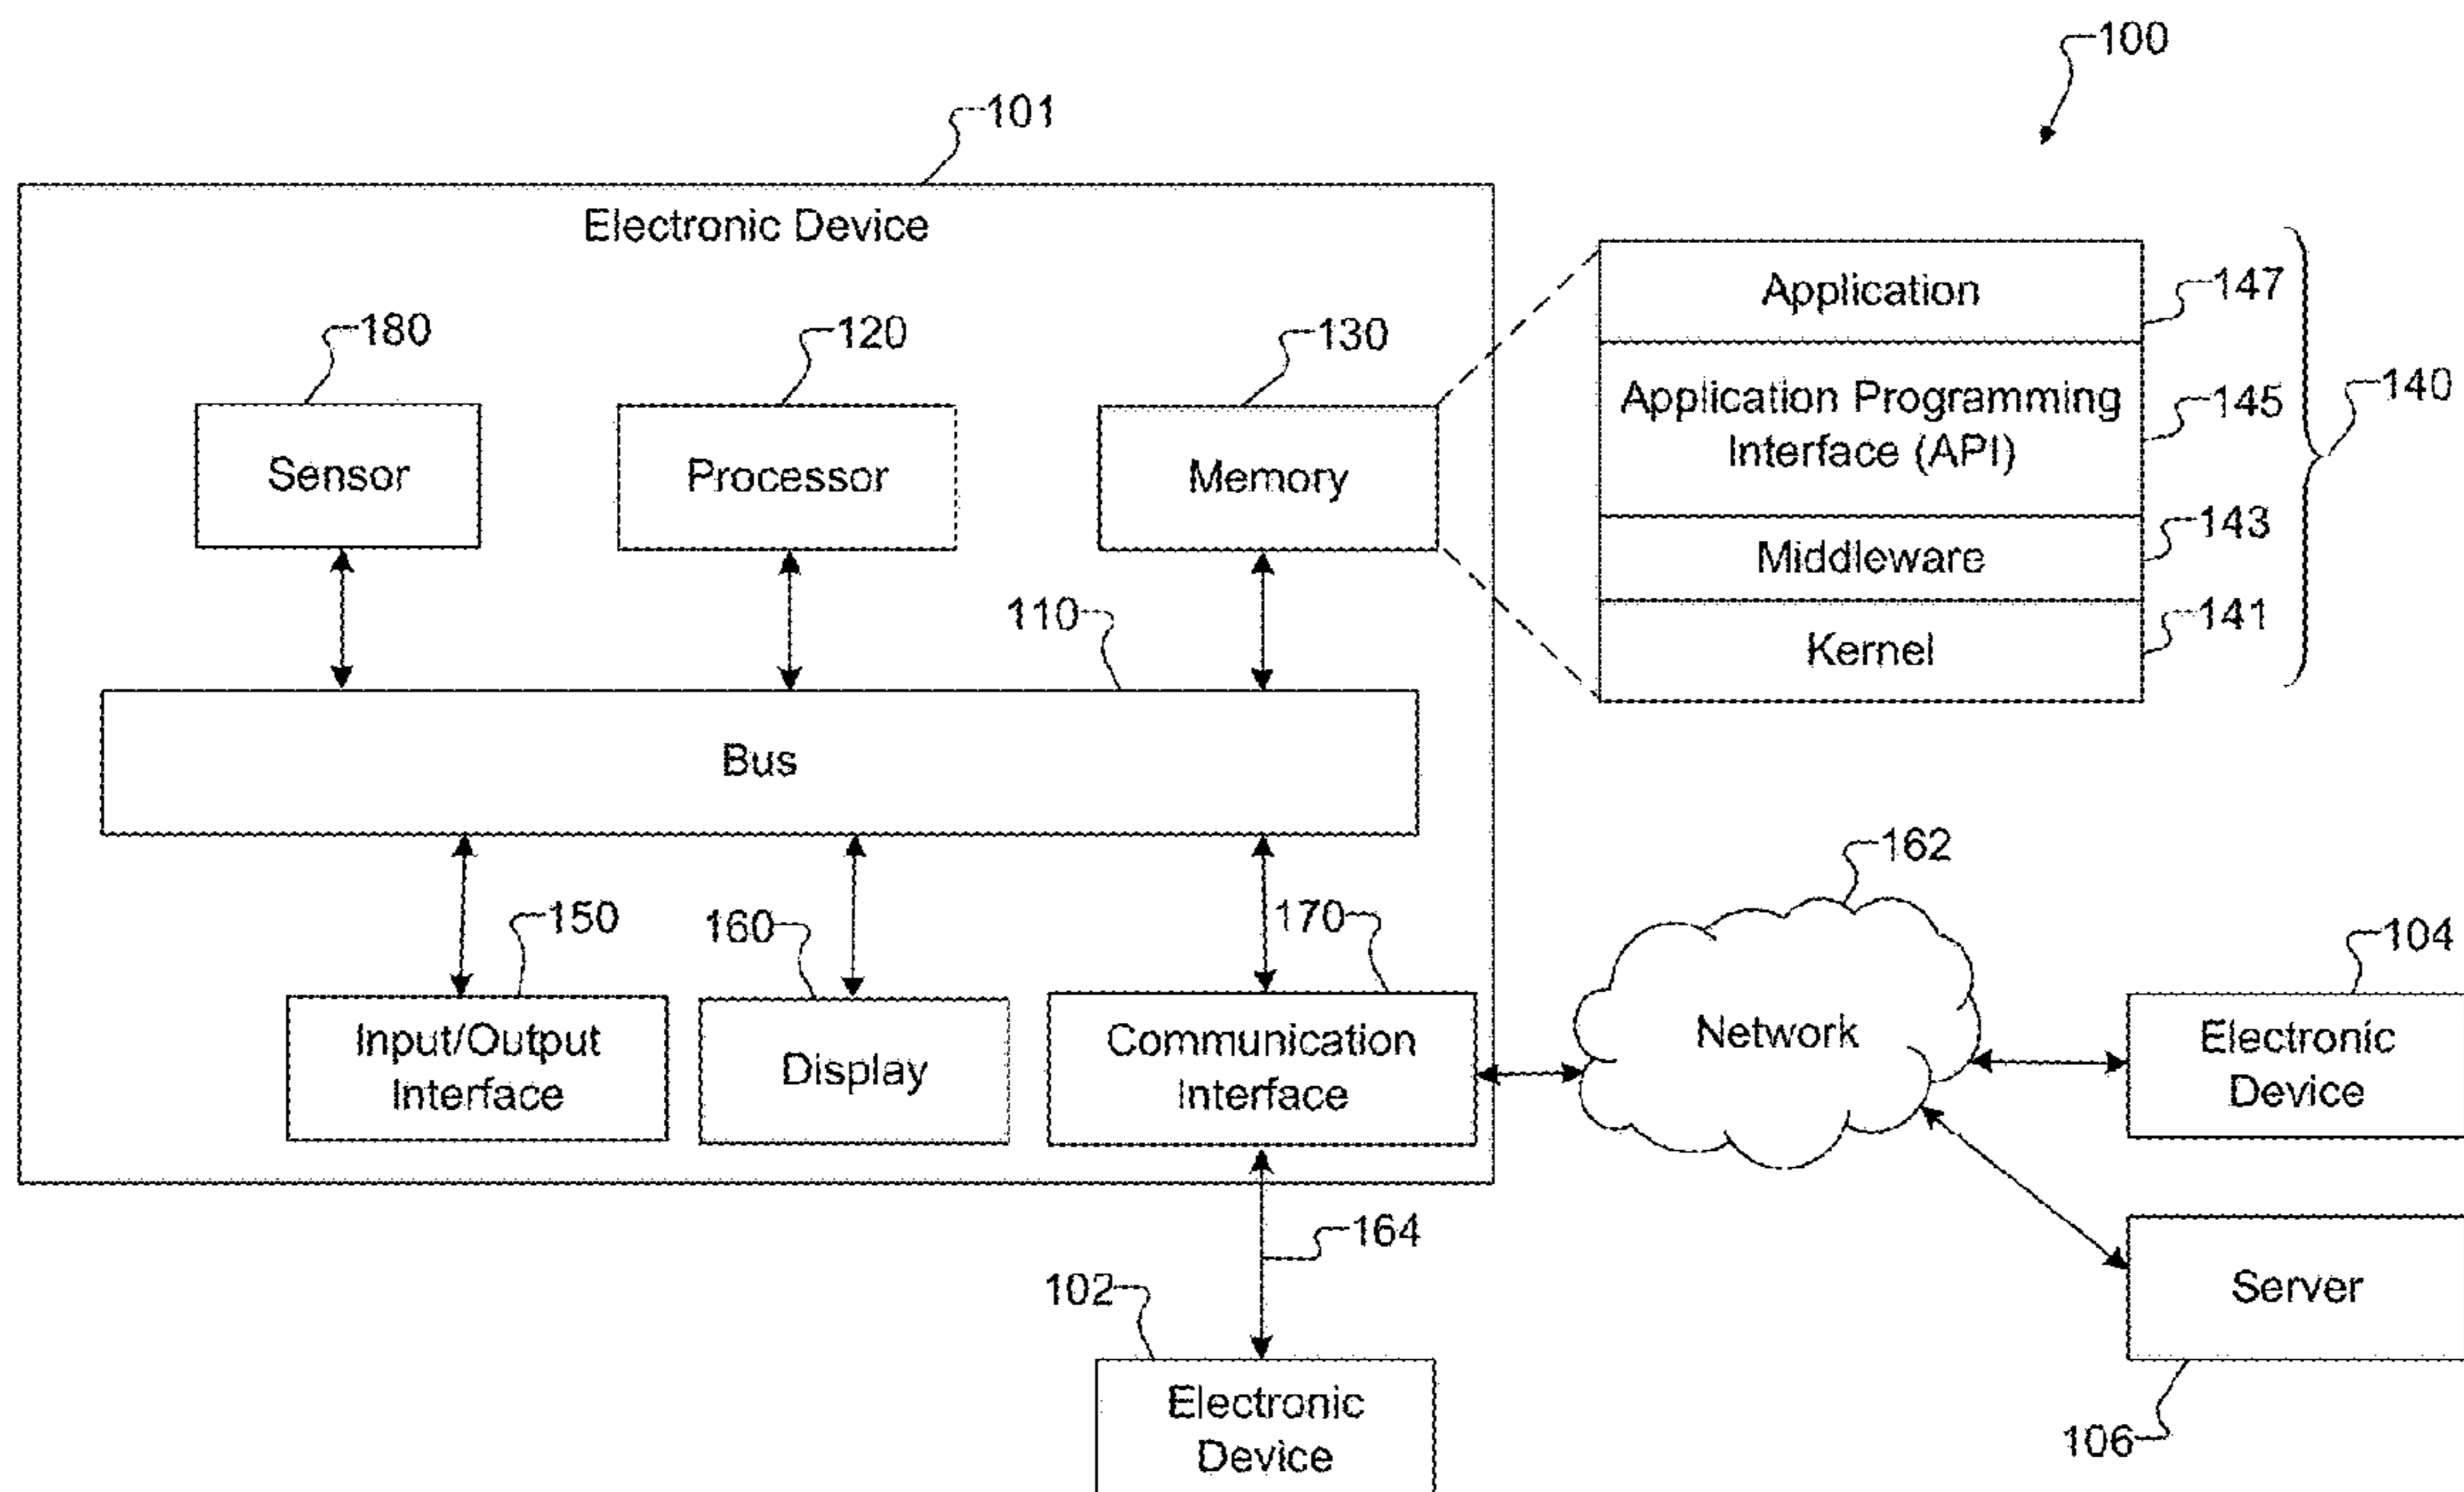 100
101
Electronic Device
180
120
130
Sensor
Processor
Memory
Application
147
Application Programming
Interface (API)
145
140
Middleware
143
Kernel
141
110
Bus
150
160
170
Input/Output
Interface
Display
Communication
Interface
162
Network
104
Electronic
Device
164
102
Electronic
Device
Server
106